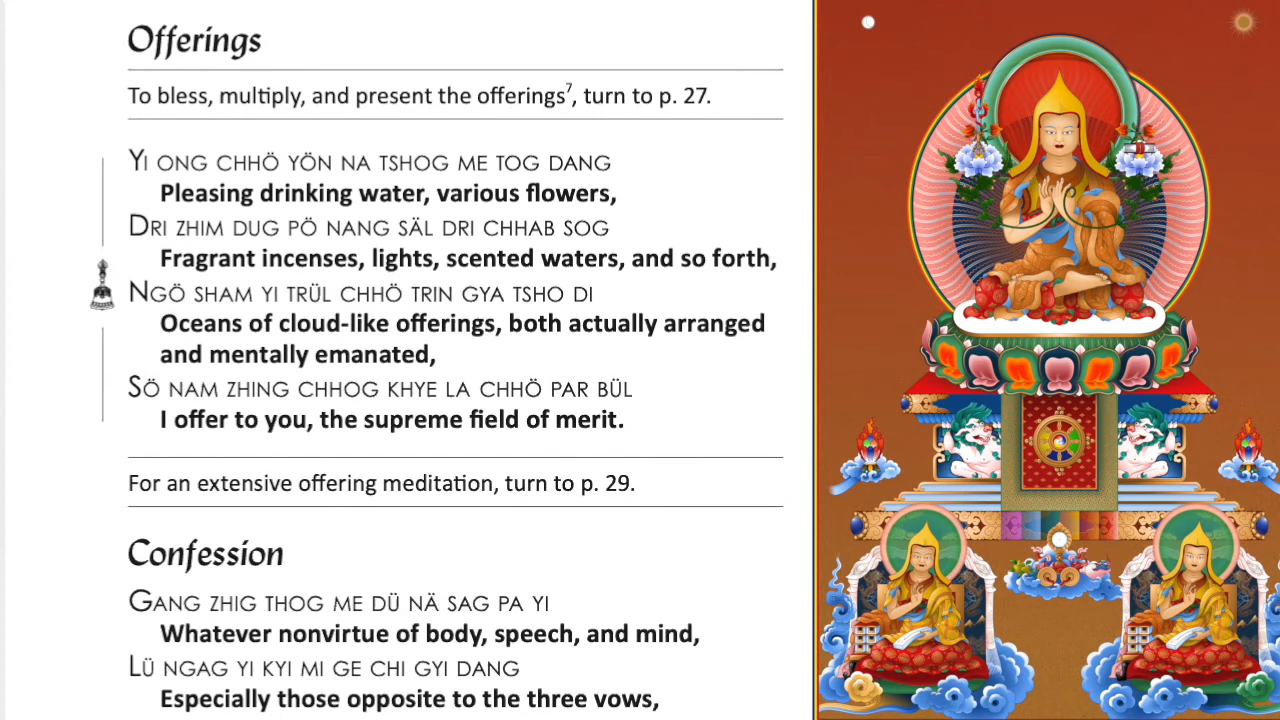 Offerings
To bless, multiply, and present the offerings7, turn to p. 27.
YI ONG CHHÖ YÖN NA TSHOG ME TOG DANG
Pleasing drinking water, various flowers,
DRI ZHIM DUG PÖ NANG SÄL DRI CHHAB SOG
Fragrant incenses, lights, scented waters, and so forth,
NGÖ SHAM YI TRÜL CHHÖ TRIN GYA TSHO DI
Oceans of cloud-like offerings, both actually arranged
and mentally emanated,
SÖ NAM ZHING CHHOG KHYE LA CHHÖ PAR BÜL
I offer to you, the supreme field of merit.
For an extensive offering meditation, turn to p. 29.
Confession
GANG ZHIG THOG ME DÜ NÄ SAG PA YI
Whatever nonvirtue of body, speech, and mind,
LÜ NGAG YI KYI MI GE CHI GYI DANG
Especially those opposite to the three vows,